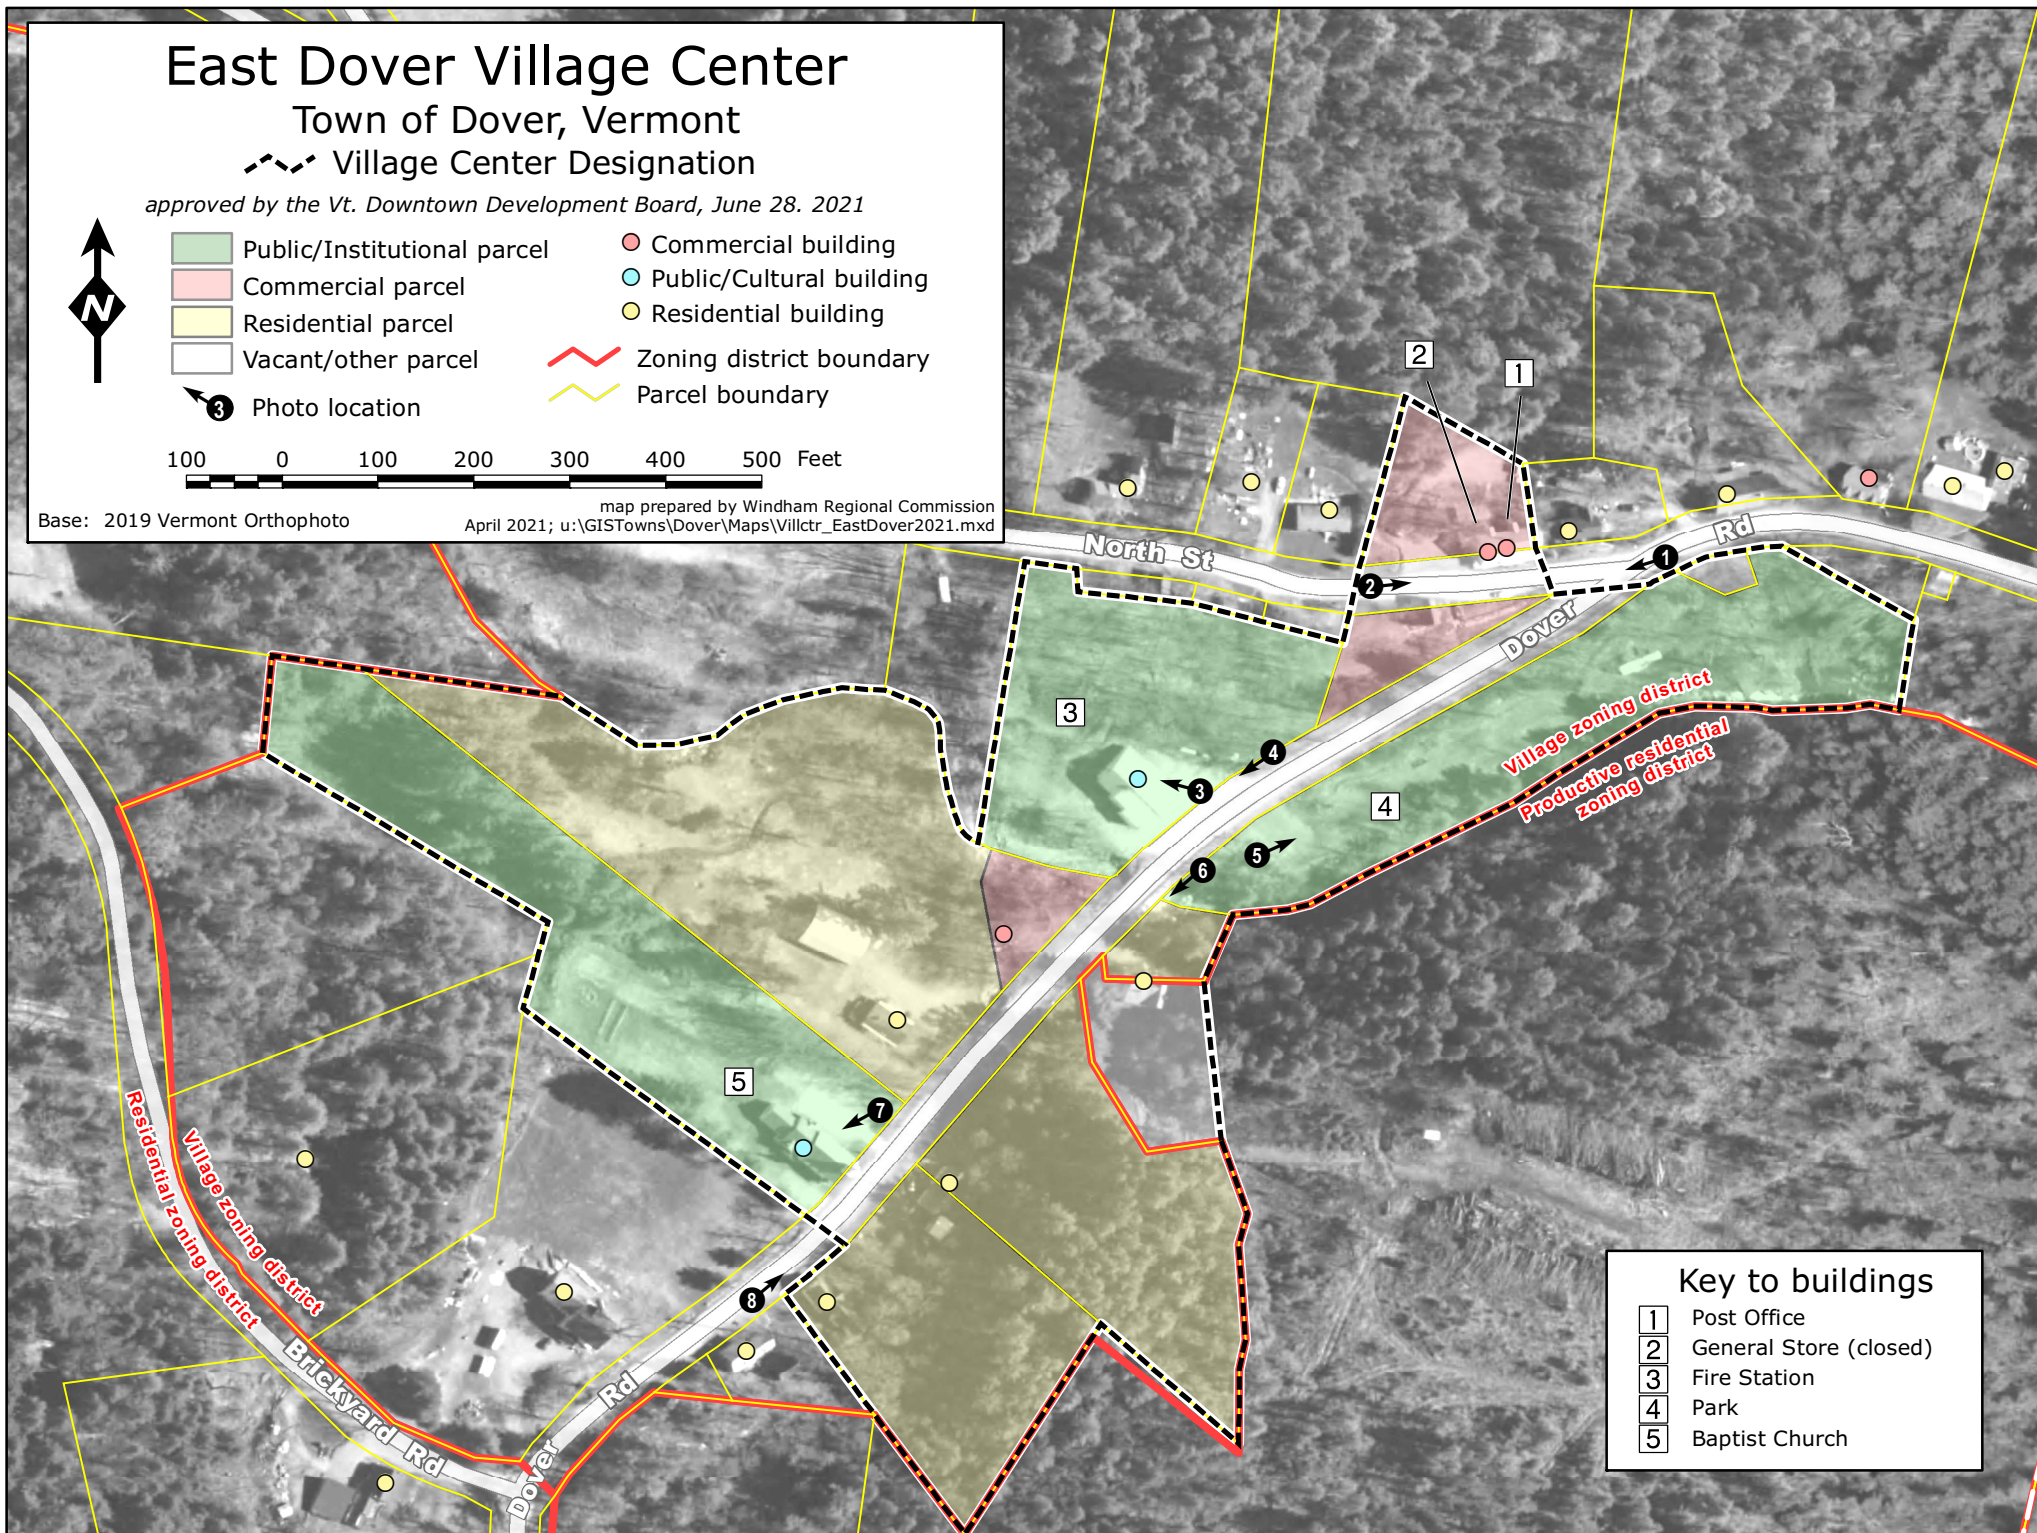 East Dover Village Center
Town of Dover, Vermont
Village Center Designation
approved by the Vt. Downtown Development Board, June 28. 2021
Public/Institutional parcel
Commercial parcel
Residential parcel
Vacant/other parcel
3 Photo location
Commercial building
Public/Cultural building
Residential building
Zoning district boundary
Parcel boundary
N
100 0 100 200 300 400 500 Feet
Base: 2019 Vermont Orthophoto
map prepared by Windham Regional Commission
April 2021; u:\GISTowns\Dover\Maps\Villctr_EastDover2021.mxd
2
1
North St
Rd
1
2
Dover
3
4
3
4
Village zoning district
Productive residential
zoning district
5
6
5
7
8
Residential zoning district
Village zoning district
Brickyard Rd
Dover
Rd
Key to buildings
1 Post Office
2 General Store (closed)
3 Fire Station
4 Park
5 Baptist Church